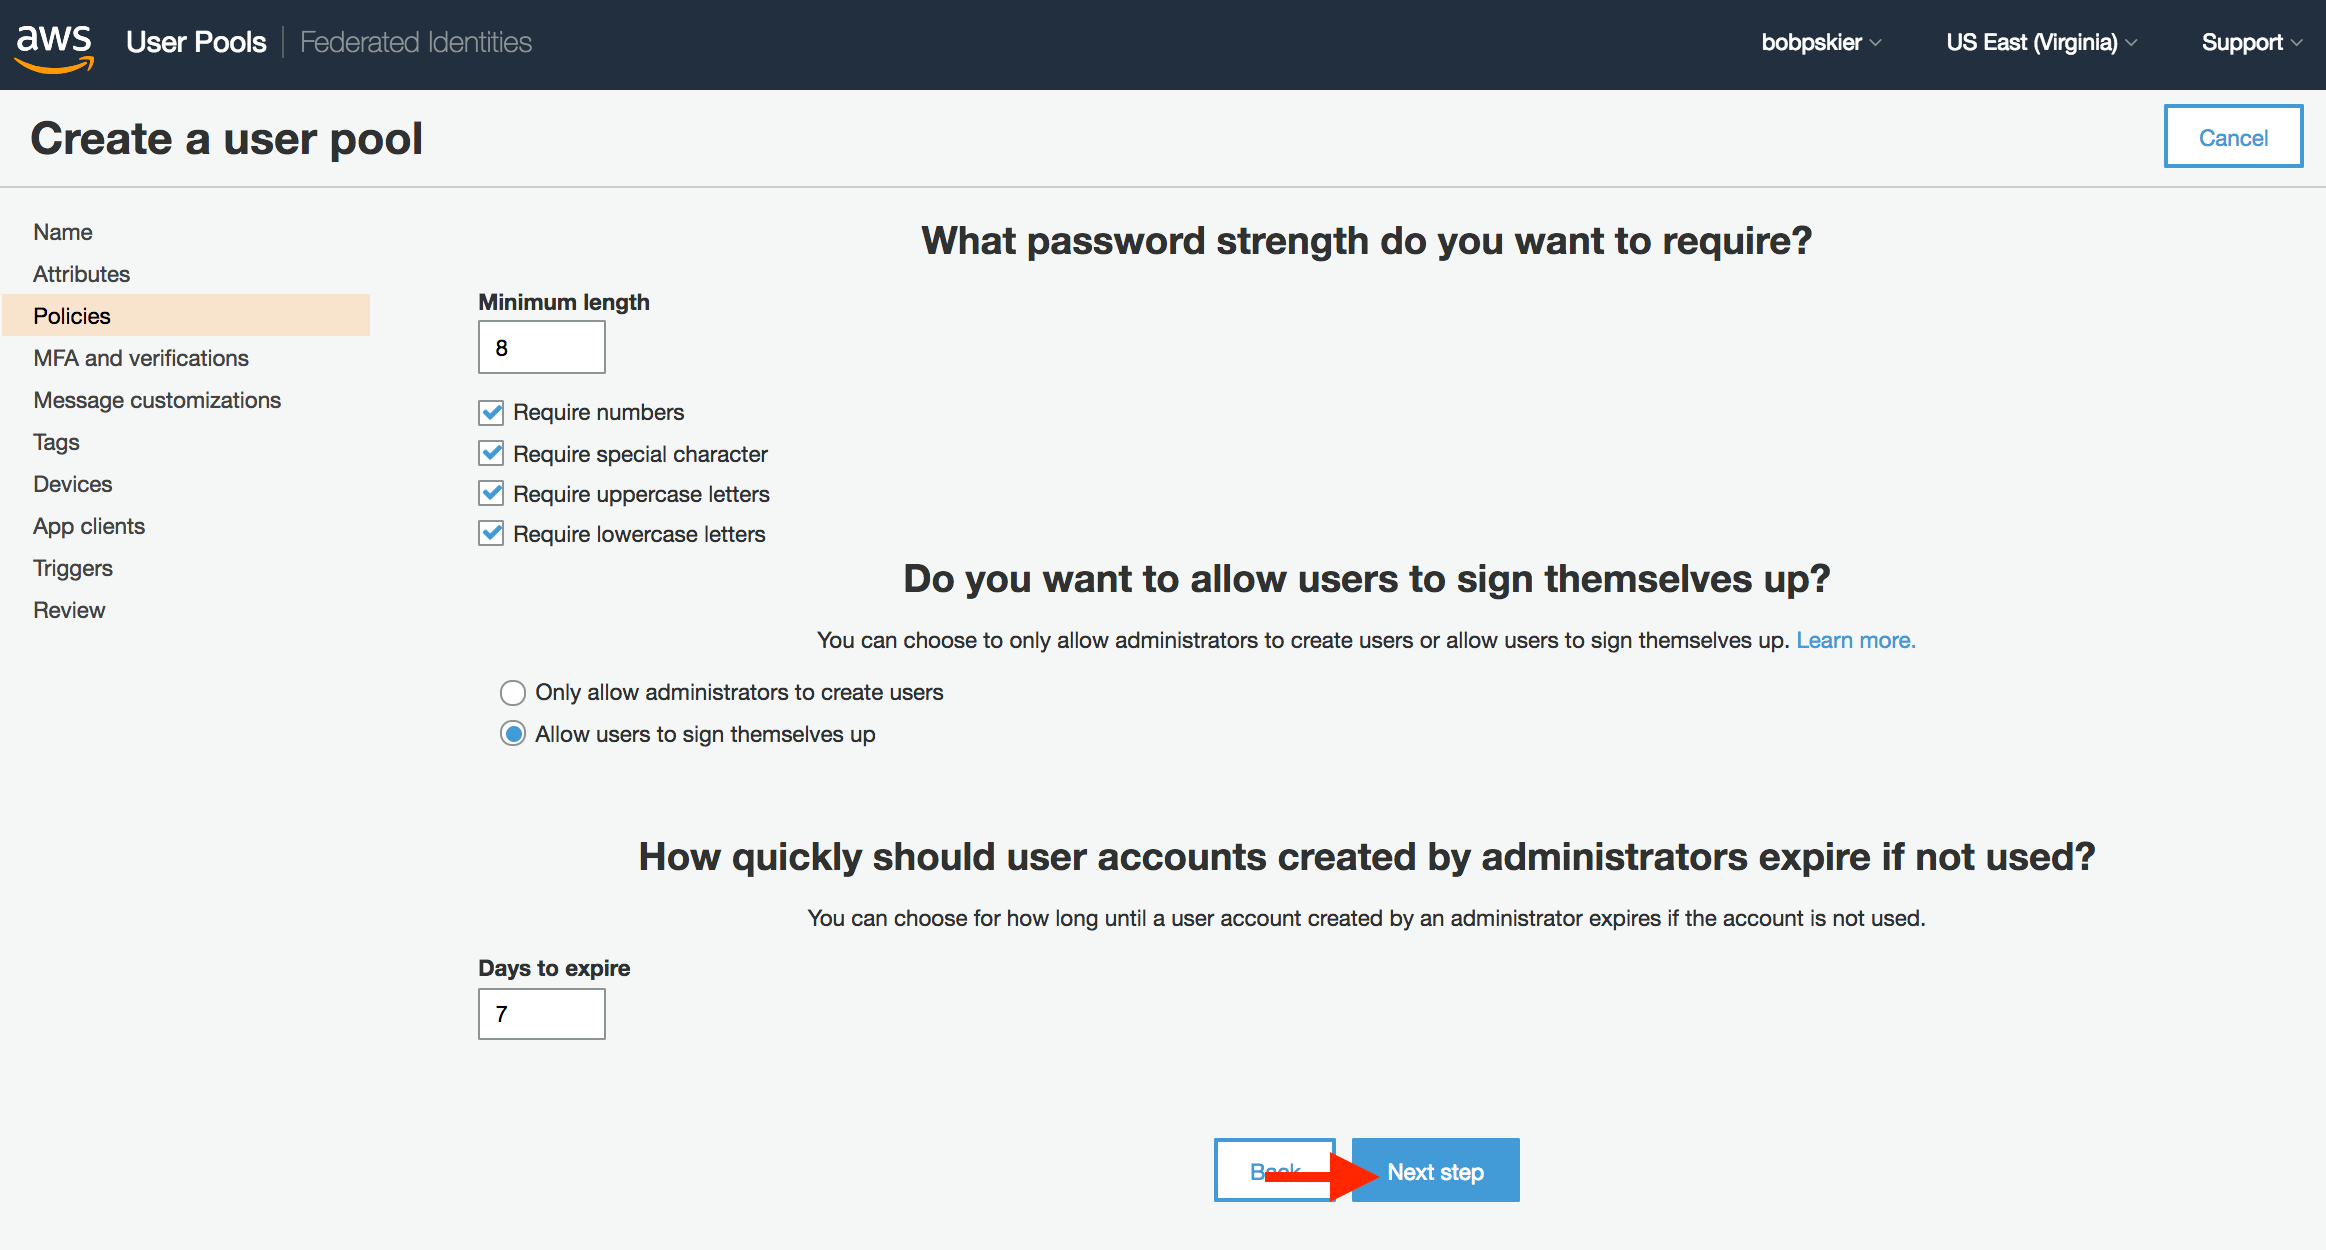 aws User Pools Federated Identities bobpskier US East (Virginia) Support
Create a user pool
Cancel
Name
Attributes
Policies
MFA and verifications
Message customizations
Tags
Devices
App clients
Triggers
Review
What password strength do you want to require?
Minimum length
8
Require numbers
Require special character
Require uppercase letters
Require lowercase letters
Do you want to allow users to sign themselves up?
You can choose to only allow administrators to create users or allow users to sign themselves up. Learn more.
Only allow administrators to create users
Allow users to sign themselves up
How quickly should user accounts created by administrators expire if not used?
You can choose for how long until a user account created by an administrator expires if the account is not used.
Days to expire
7
Back Next step